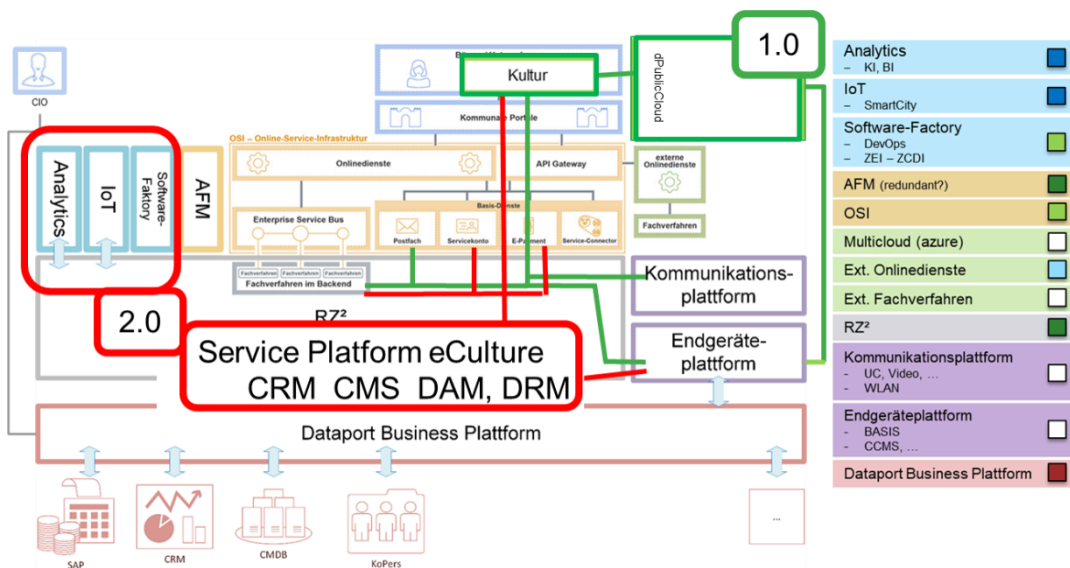 1.0
Kultur
dPublicCloud
CIO
Kommunale Portale
OSI – Online-Service-Infrastruktur
Onlinedienste
API Gateway
externe
Onlinedienste
Analytics
IoT
Software-
Faktory
AFM
Enterprise Service Bus
Basis-Dienste
Postfach
Servicekonto
E-Payment
Service-Connector
Fachverfahren
Fachverfahren
Fachverfahren
Fachverfahren
Fachverfahren im Backend
Kommunikations-
plattform
2.0
RZ²
Service Platform eCulture
CRM CMS DAM, DRM
Endgeräte-
plattform
Dataport Business Plattform
SAP
CRM
CMDB
KoPers
...
Analytics
– KI, BI
IoT
– SmartCity
Software-Factory
– DevOps
– ZEI – ZCDI
AFM (redundant?)
OSI
Multicloud (azure)
Ext. Onlinedienste
Ext. Fachverfahren
RZ²
Kommunikationsplattform
- UC, Video, …
- WLAN
Endgeräteplattform
- BASIS
- CCMS, …
Dataport Business Plattform